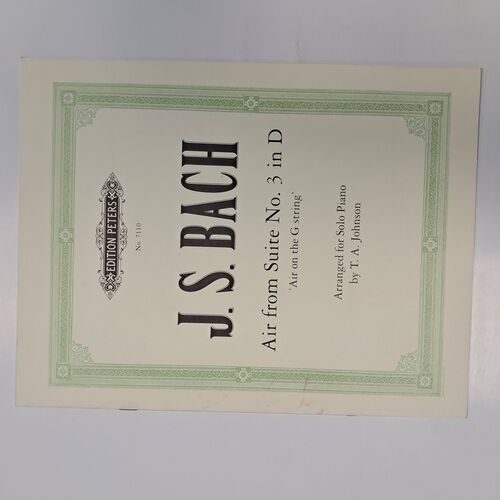 EDITION PETERS
No. 7110
J. S. BACH
Air from Suite No. 3 in D
'Air on the G string'
Arranged for Solo Piano
by T. A. Johnson